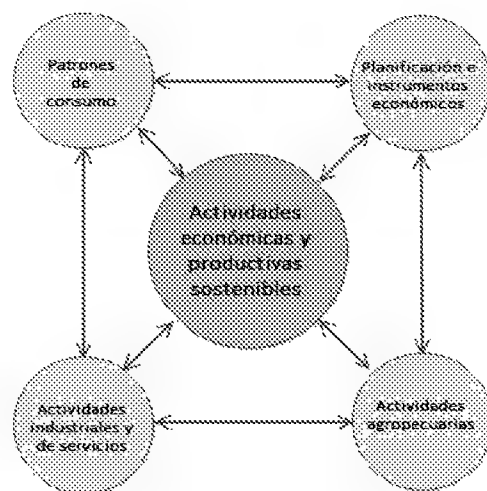 Patrones
de
consumo
Planificación e
instrumentos
económicos
Actividades
económicas y
productivas
sostenibles
Actividades
industriales y
de servicios
Actividades
agropecuarias